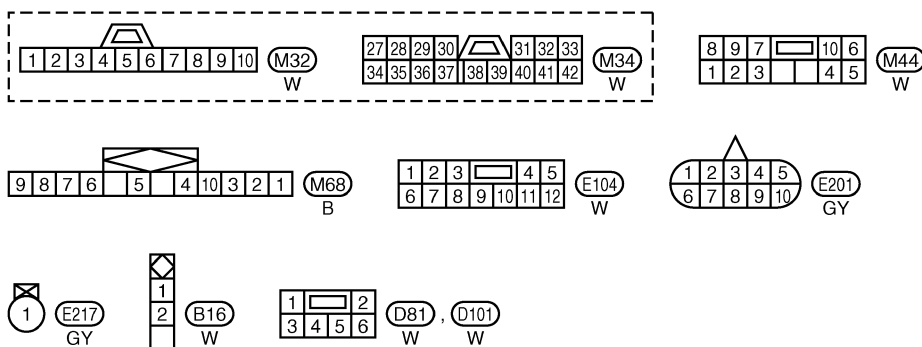 27 28 29 30 31 32 33 8 9 7 10 6
1 2 3 4 5 6 7 8 9 10 M32 34 35 36 37 38 39 40 41 42 M34 1 2 3 4 5 M44
W W W
1 2 3 4 5 1 2 3 4 5
9 8 7 6 5 4 10 3 2 1 M68 6 7 8 9 10 11 12 E104 6 7 8 9 10 E201
B W GY
1 1 2
1 E217 2 B16 3 4 5 6 D81 , D101
GY W W W